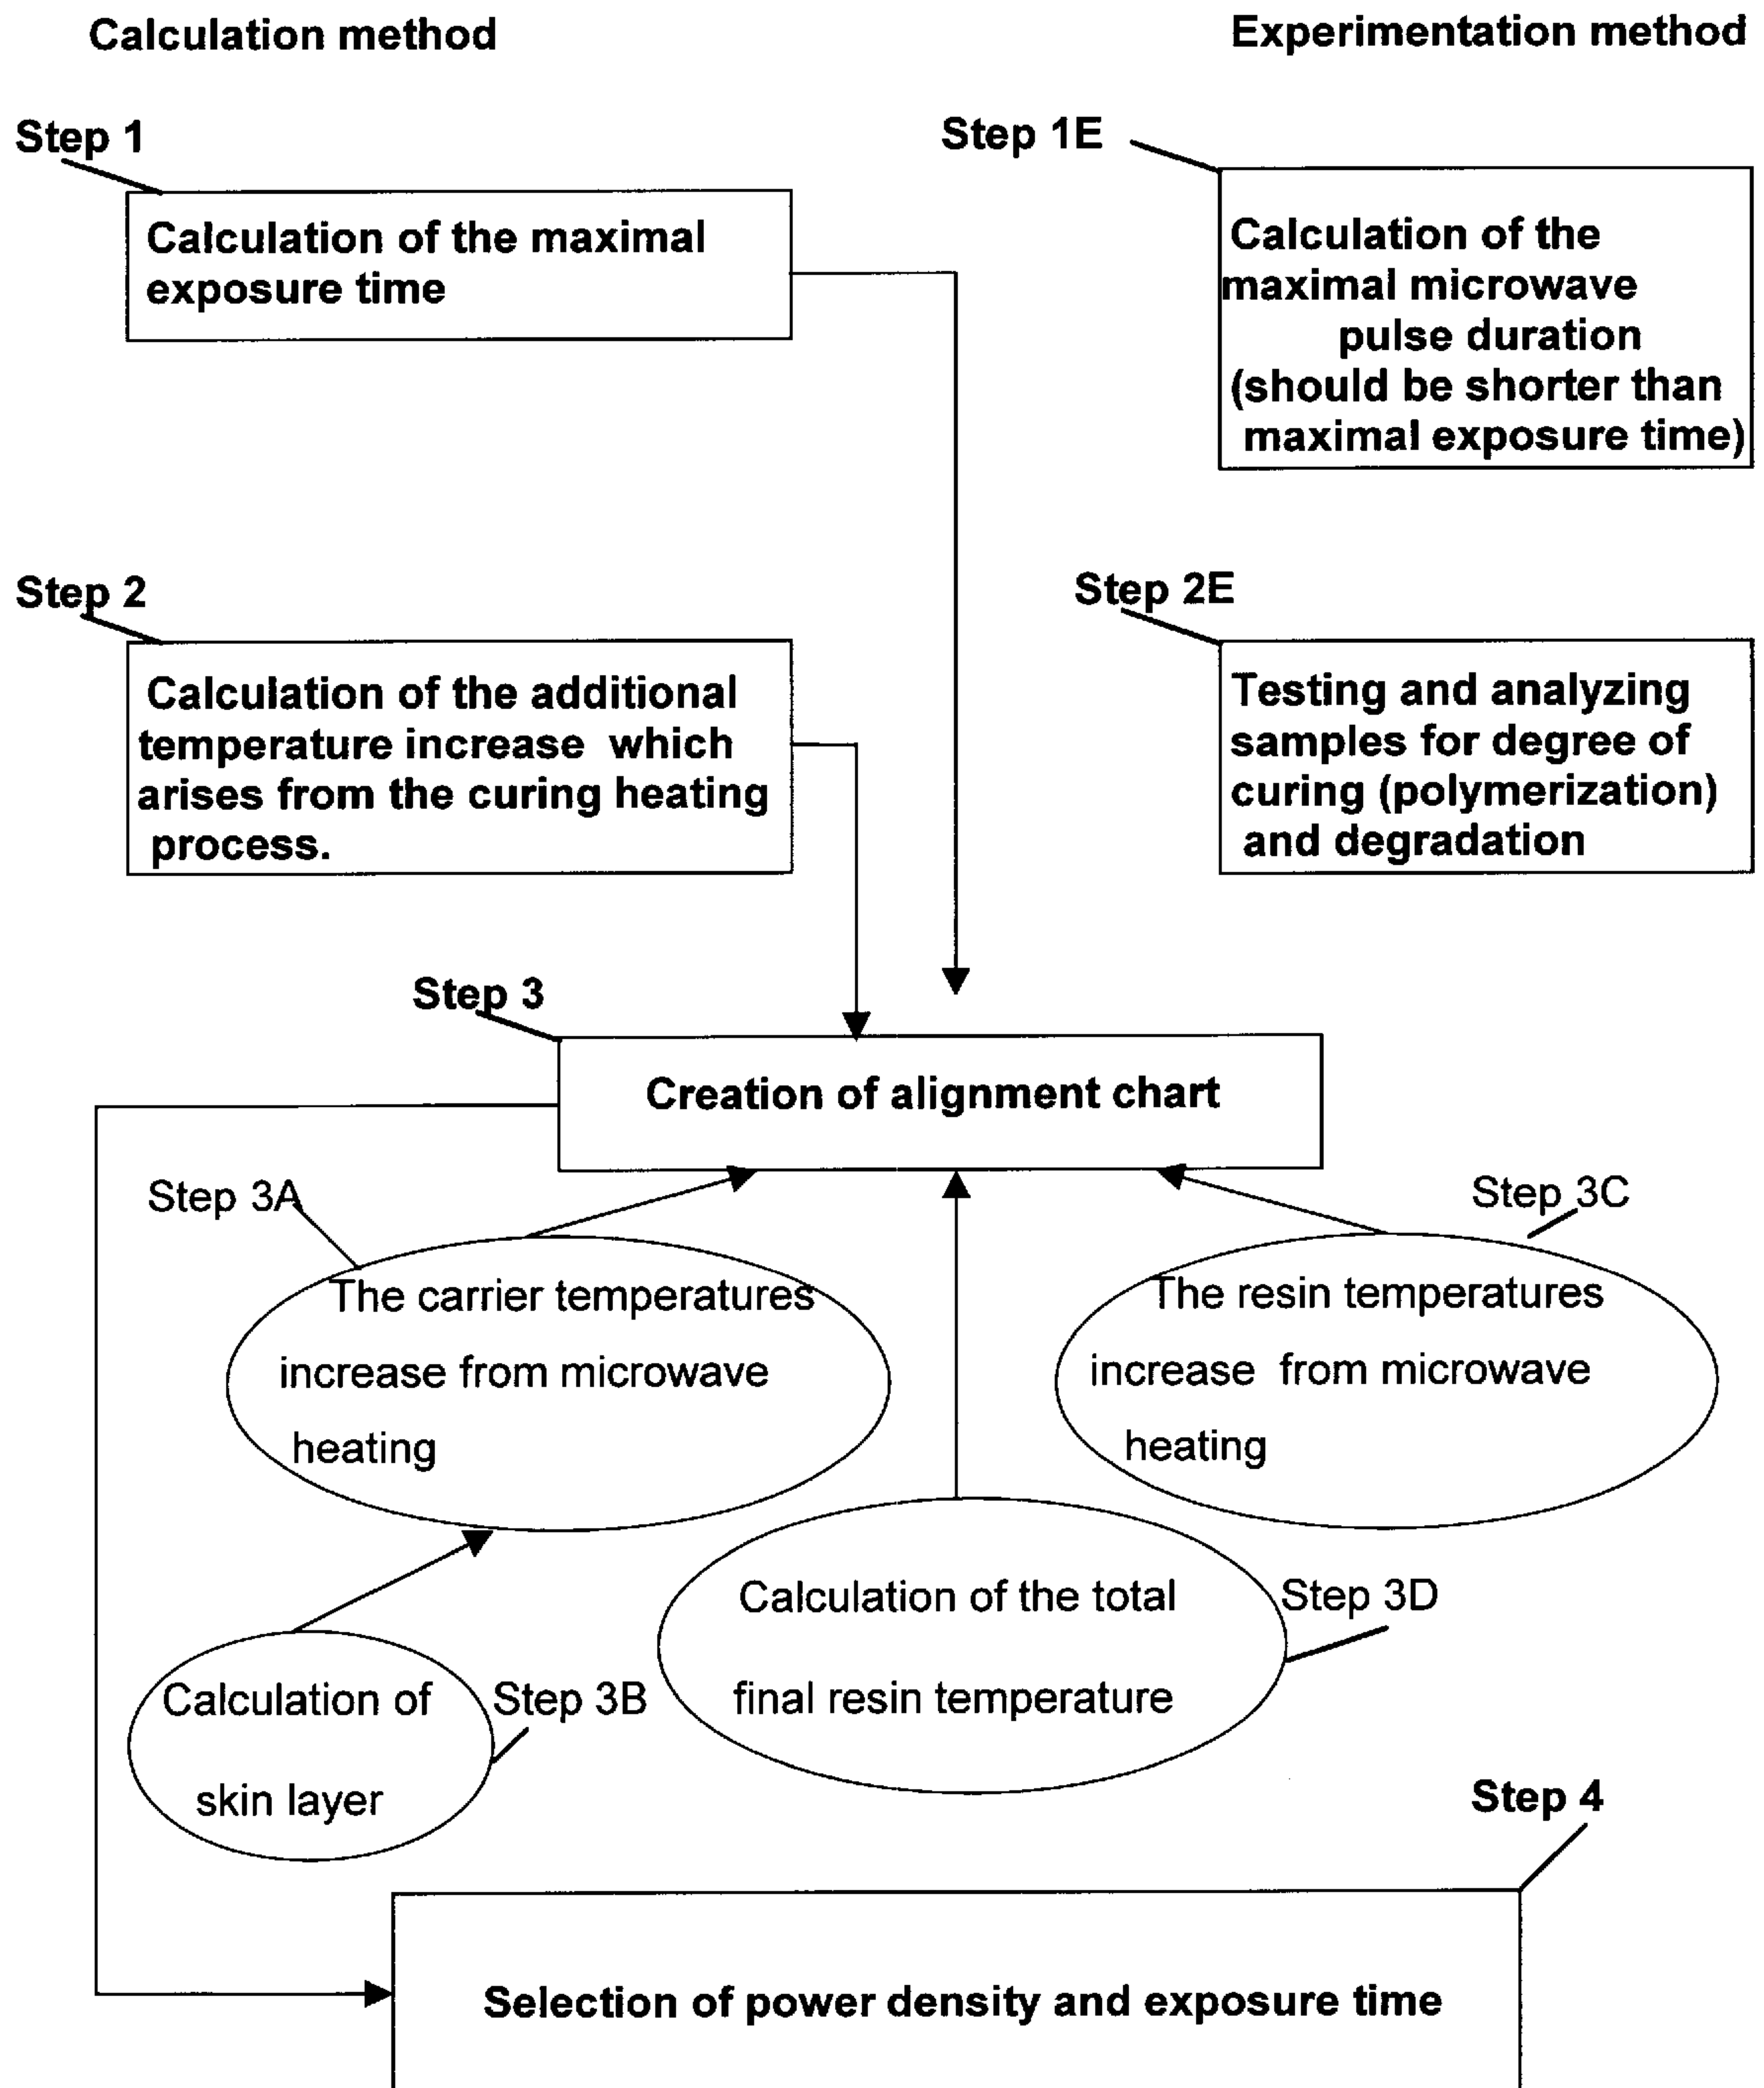 Calculation method
Experimentation method
Step 1
Calculation of the maximal
exposure time
Step 1E
Calculation of the
maximal microwave
pulse duration
(should be shorter than
maximal exposure time)
Step 2
Calculation of the additional
temperature increase which
arises from the curing heating
process.
Step 2E
Testing and analyzing
samples for degree of
curing (polymerization)
and degradation
Step 3
Creation of alignment chart
Step 3A
The carrier temperatures
increase from microwave
heating
Step 3C
The resin temperatures
increase from microwave
heating
Calculation of
skin layer
Step 3B
Calculation of the total
final resin temperature
Step 3D
Step 4
Selection of power density and exposure time